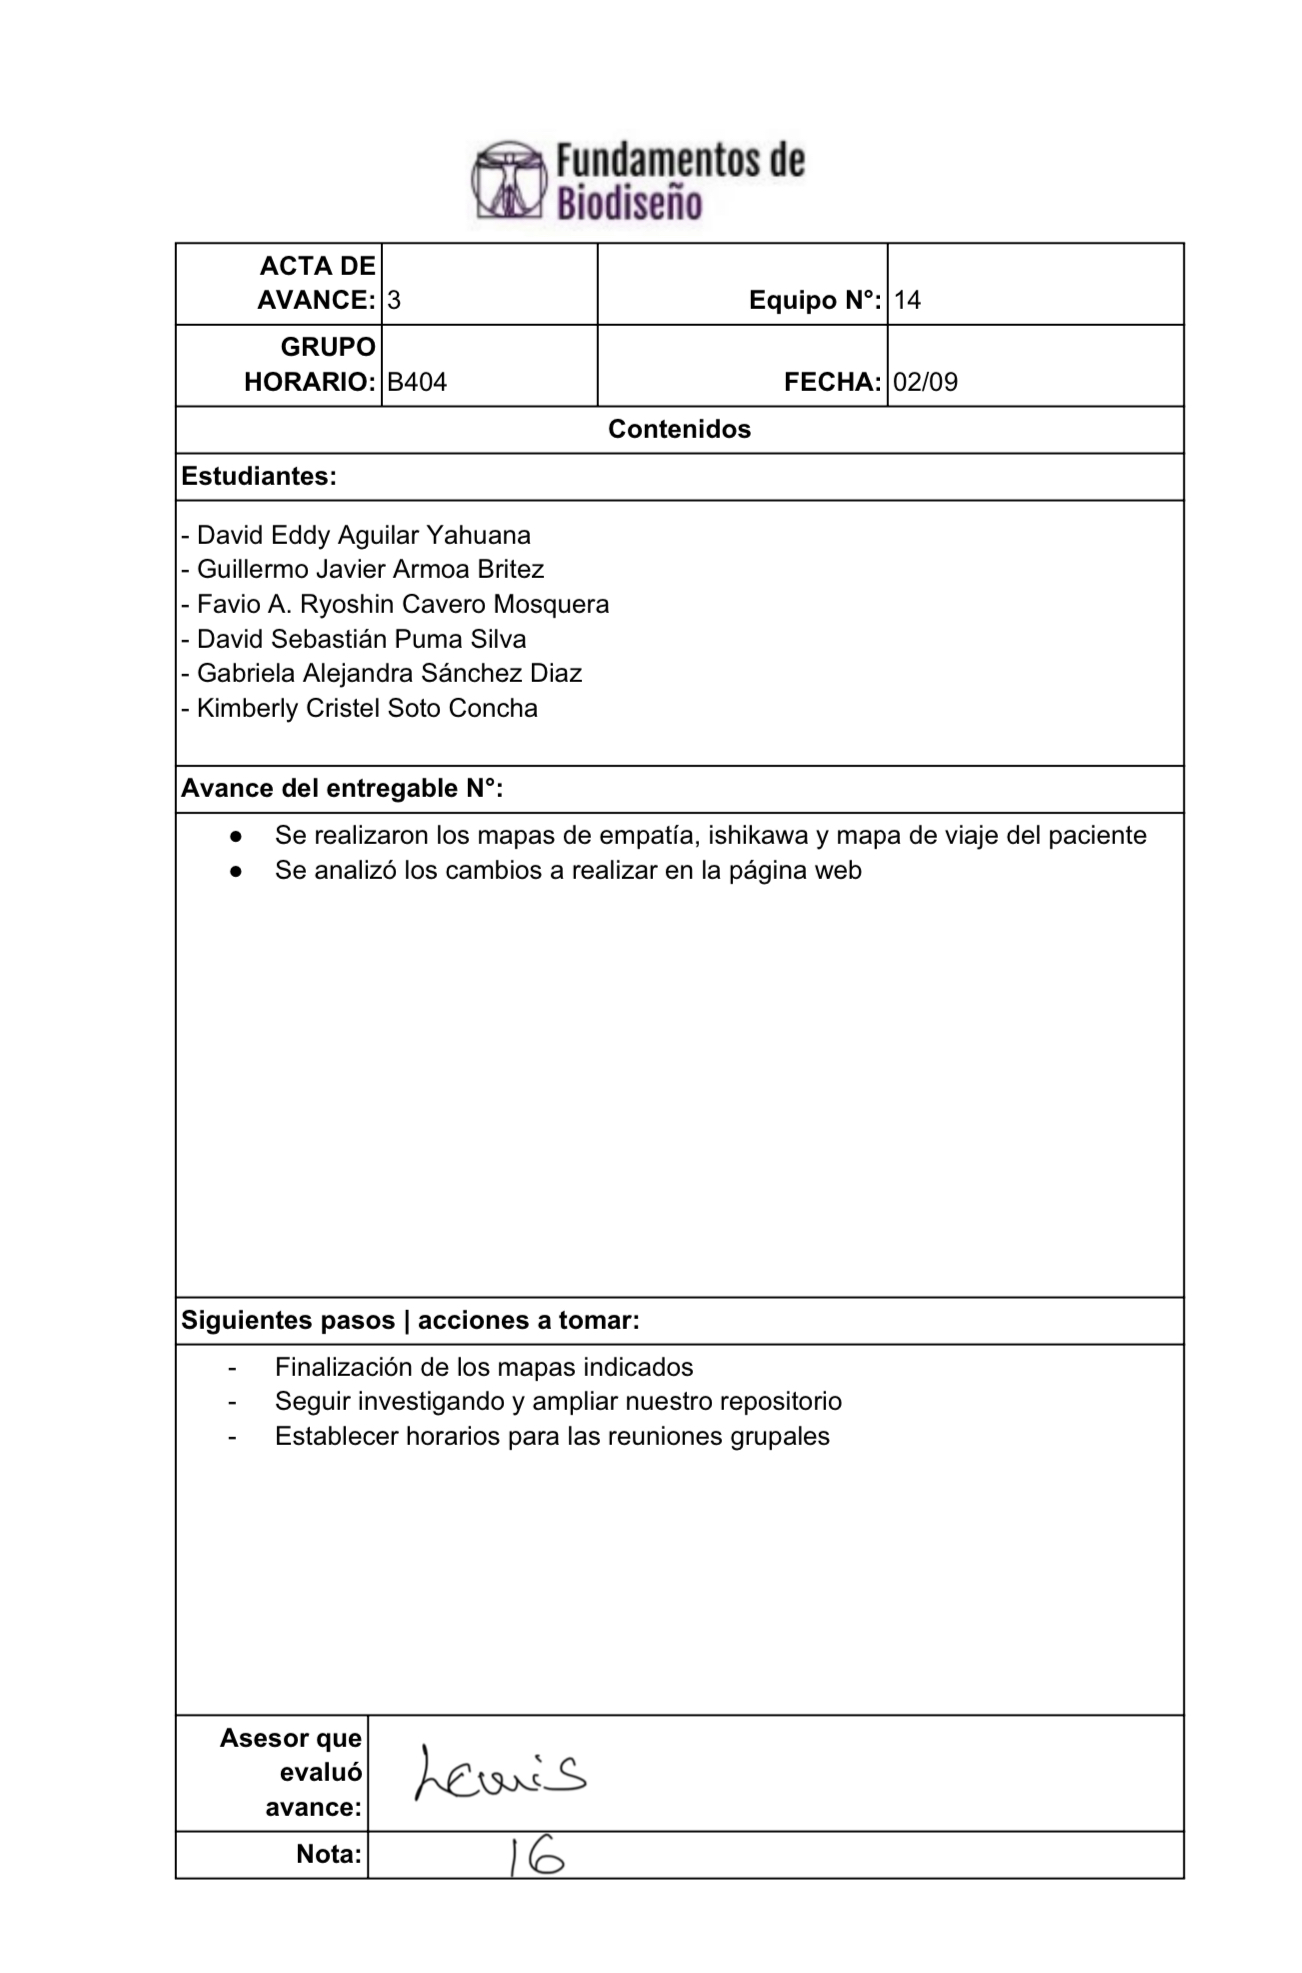 Fundamentos de
Biodiseño
ACTA DE
AVANCE: 3 Equipo N°: 14
GRUPO
HORARIO: B404 FECHA: 02/09
Contenidos
Estudiantes:
- David Eddy Aguilar Yahuana
- Guillermo Javier Armoa Britez
- Favio A. Ryoshin Cavero Mosquera
- David Sebastián Puma Silva
- Gabriela Alejandra Sánchez Diaz
- Kimberly Cristel Soto Concha
Avance del entregable N°:
● Se realizaron los mapas de empatía, ishikawa y mapa de viaje del paciente
● Se analizó los cambios a realizar en la página web
Siguientes pasos | acciones a tomar:
- Finalización de los mapas indicados
- Seguir investigando y ampliar nuestro repositorio
- Establecer horarios para las reuniones grupales
Asesor que
evaluó
avance: Lewis
Nota: 16